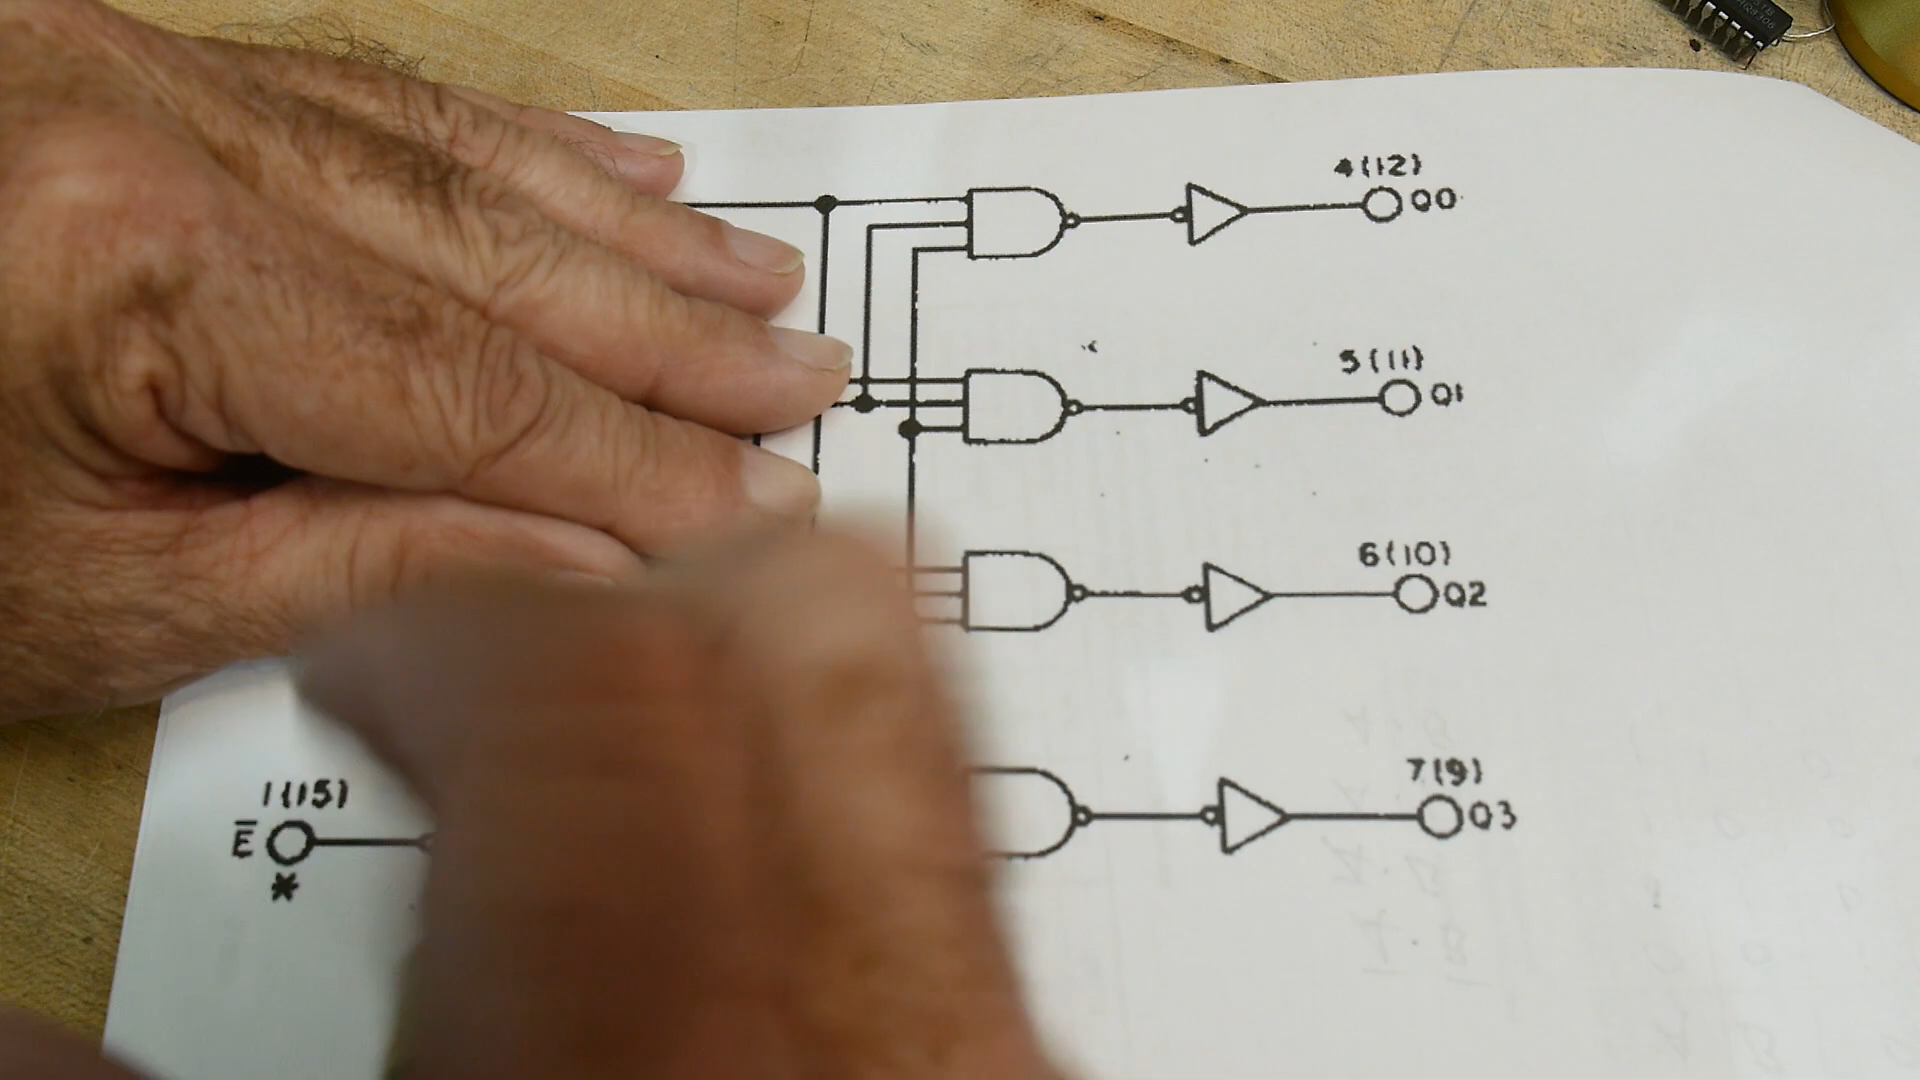 4(12)
Q0
5(11)
Q1
6(10)
Q2
1(15)
E̅
*
7(9)
Q3